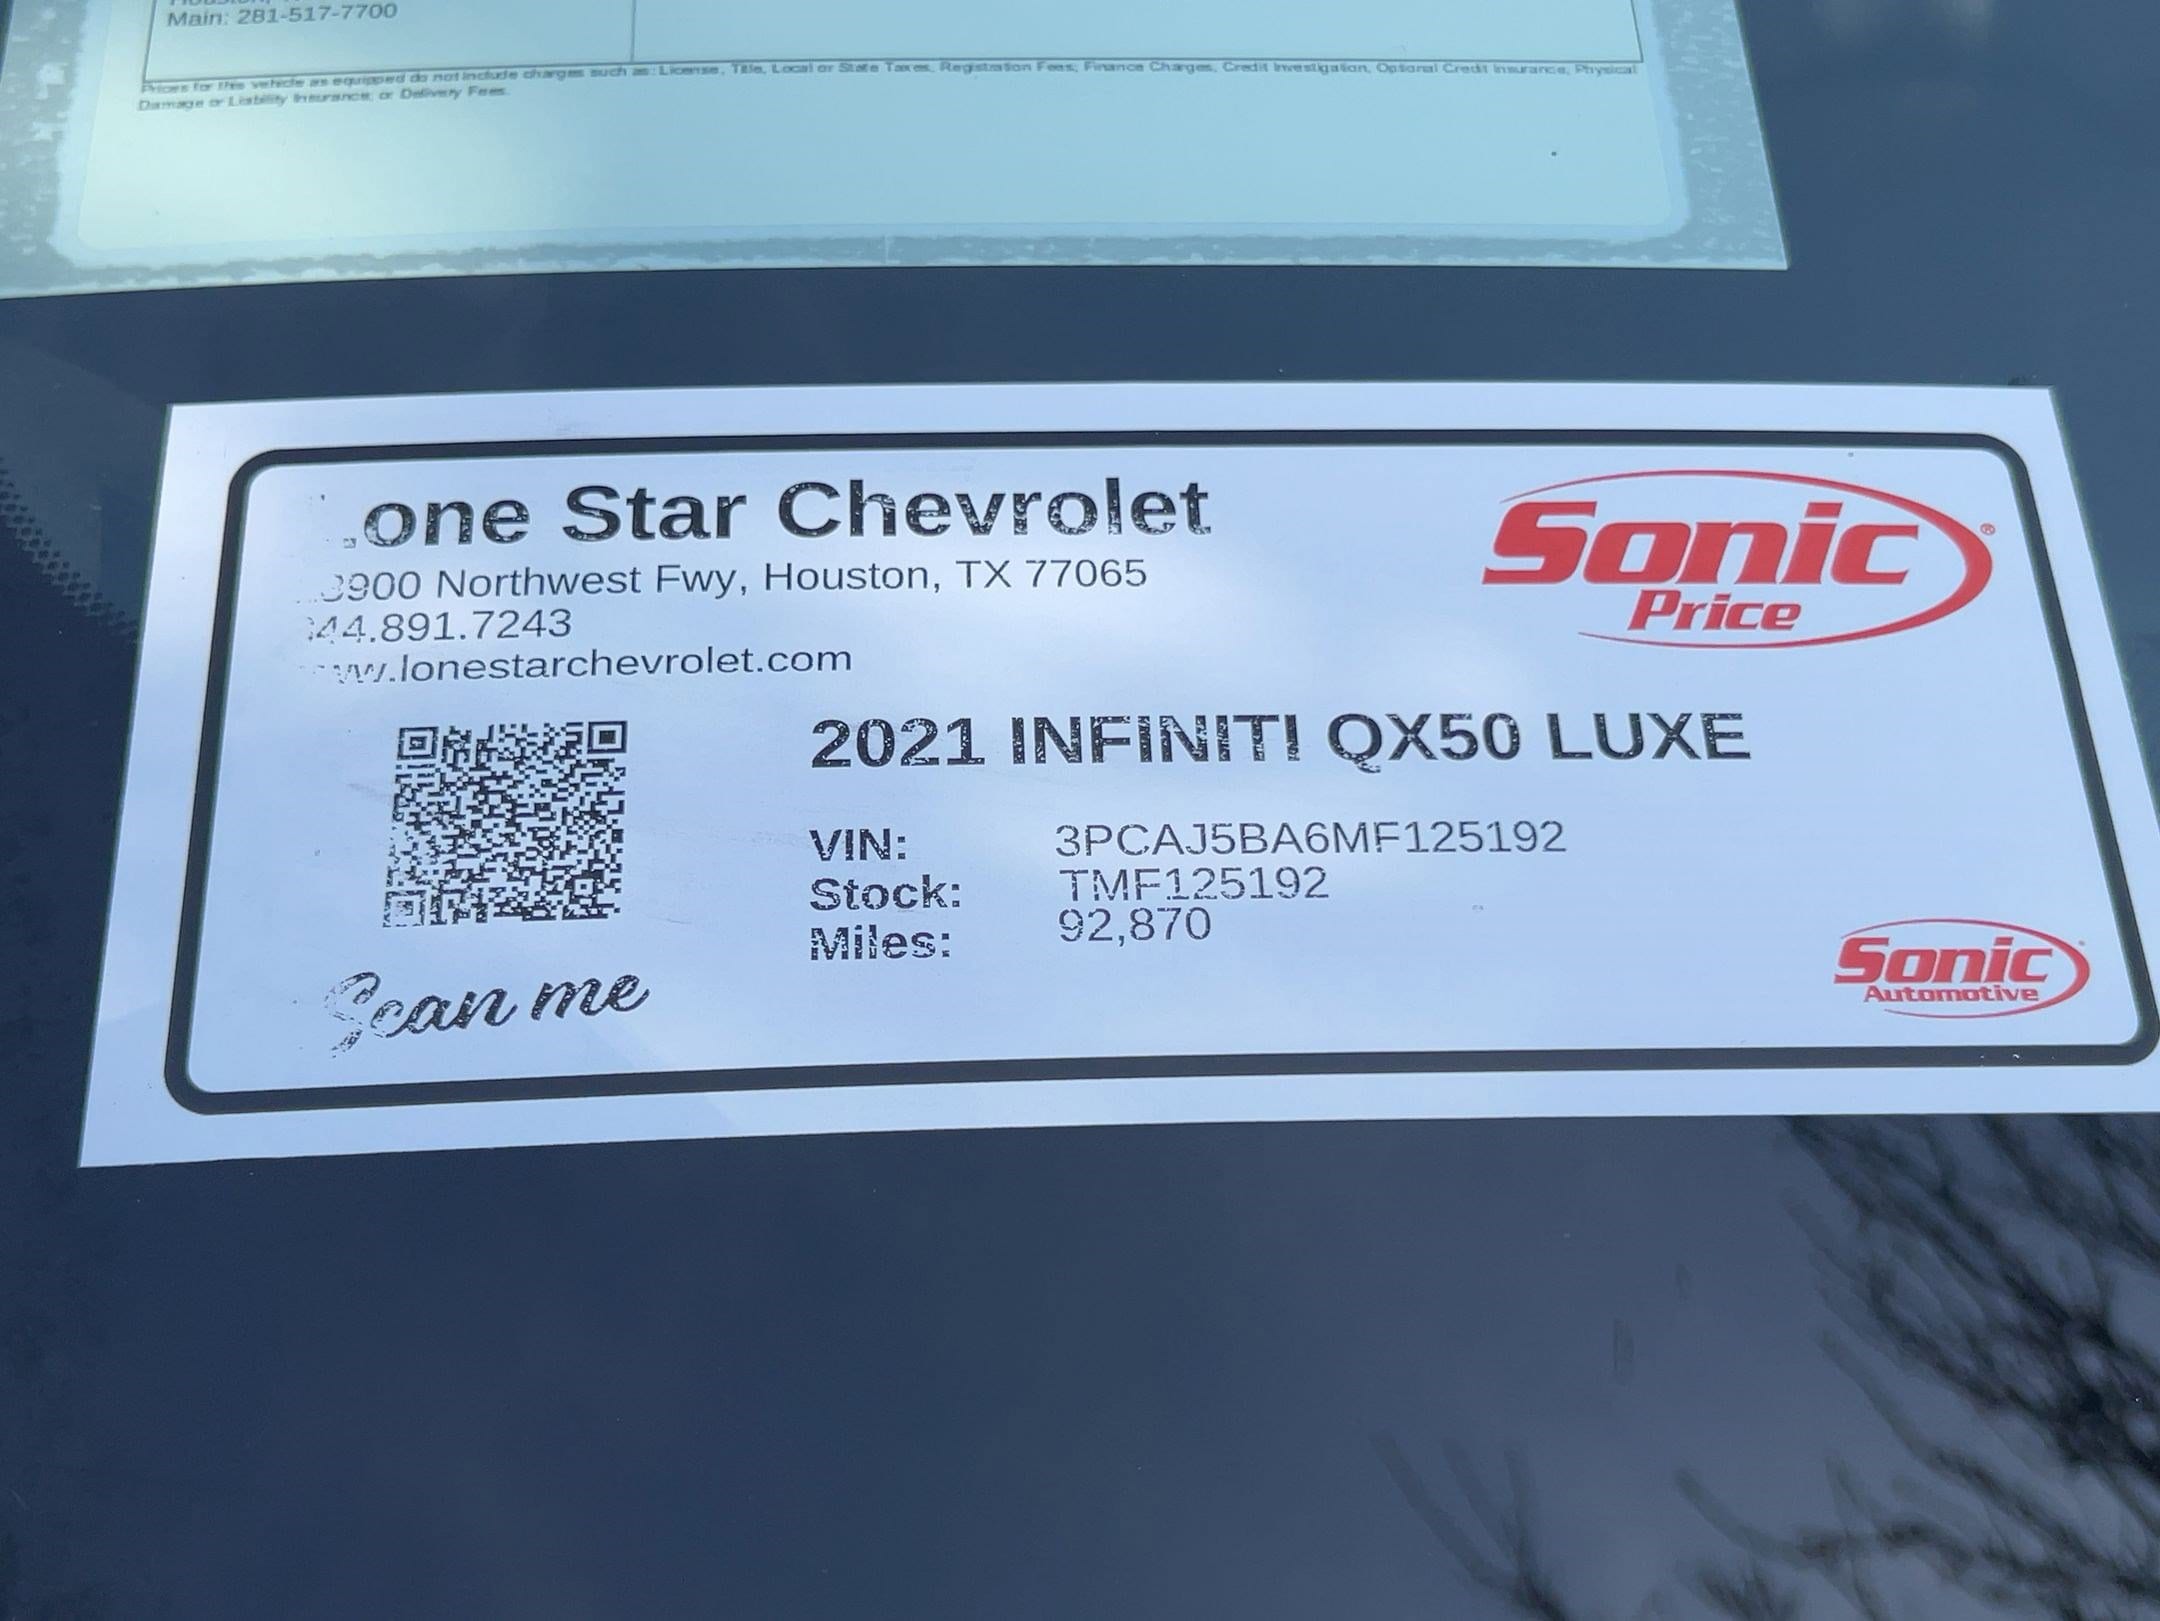 Main: 281-517-7700
Prices for this vehicle as equipped do not include charges such as: License, Title, Local or State Taxes, Registration Fees, Finance Charges, Credit Investigation, Optional Credit Insurance, Physical
Damage or Liability Insurance, or Delivery Fees.
one Star Chevrolet
Sonic®
Price
3900 Northwest Fwy, Houston, TX 77065
44.891.7243
w.lonestarchevrolet.com
2021 INFINITI QX50 LUXE
VIN: 3PCAJ5BA6MF125192
Stock: TMF125192
Miles: 92,870
Scan me
Sonic
Automotive